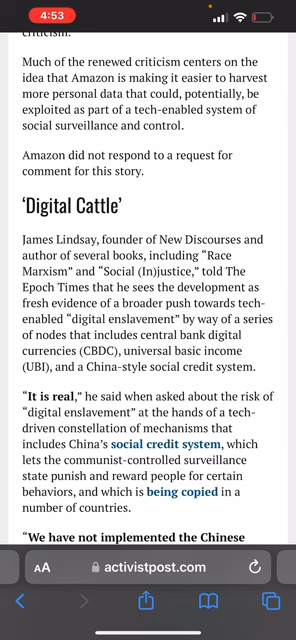 4:53
criticism.
Much of the renewed criticism centers on the
idea that Amazon is making it easier to harvest
more personal data that could, potentially, be
exploited as part of a tech-enabled system of
social surveillance and control.
Amazon did not respond to a request for
comment for this story.
‘Digital Cattle’
James Lindsay, founder of New Discourses and
author of several books, including “Race
Marxism” and “Social (In)justice,” told The
Epoch Times that he sees the development as
fresh evidence of a broader push towards tech-
enabled “digital enslavement” by way of a series
of nodes that includes central bank digital
currencies (CBDC), universal basic income
(UBI), and a China-style social credit system.
“It is real,” he said when asked about the risk of
“digital enslavement” at the hands of a tech-
driven constellation of mechanisms that
includes China’s social credit system, which
lets the communist-controlled surveillance
state punish and reward people for certain
behaviors, and which is being copied in a
number of countries.
“We have not implemented the Chinese
AA activistpost.com